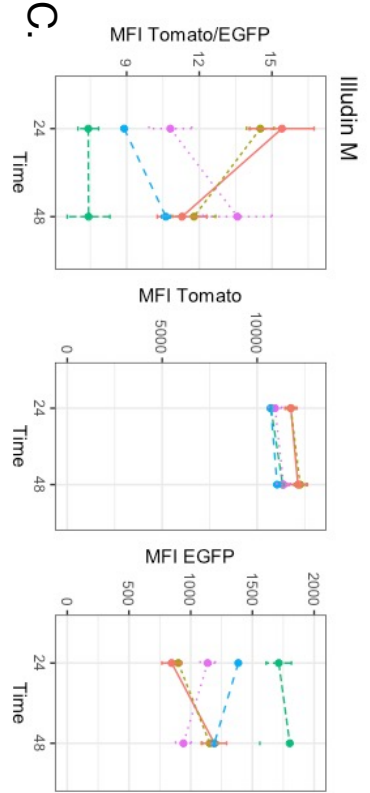 C.
Illudin M
MFI Tomato/EGFP
15
12
9
24
48
Time
MFI Tomato
10000
5000
0
24
48
Time
MFI EGFP
2000
1500
1000
500
0
24
48
Time